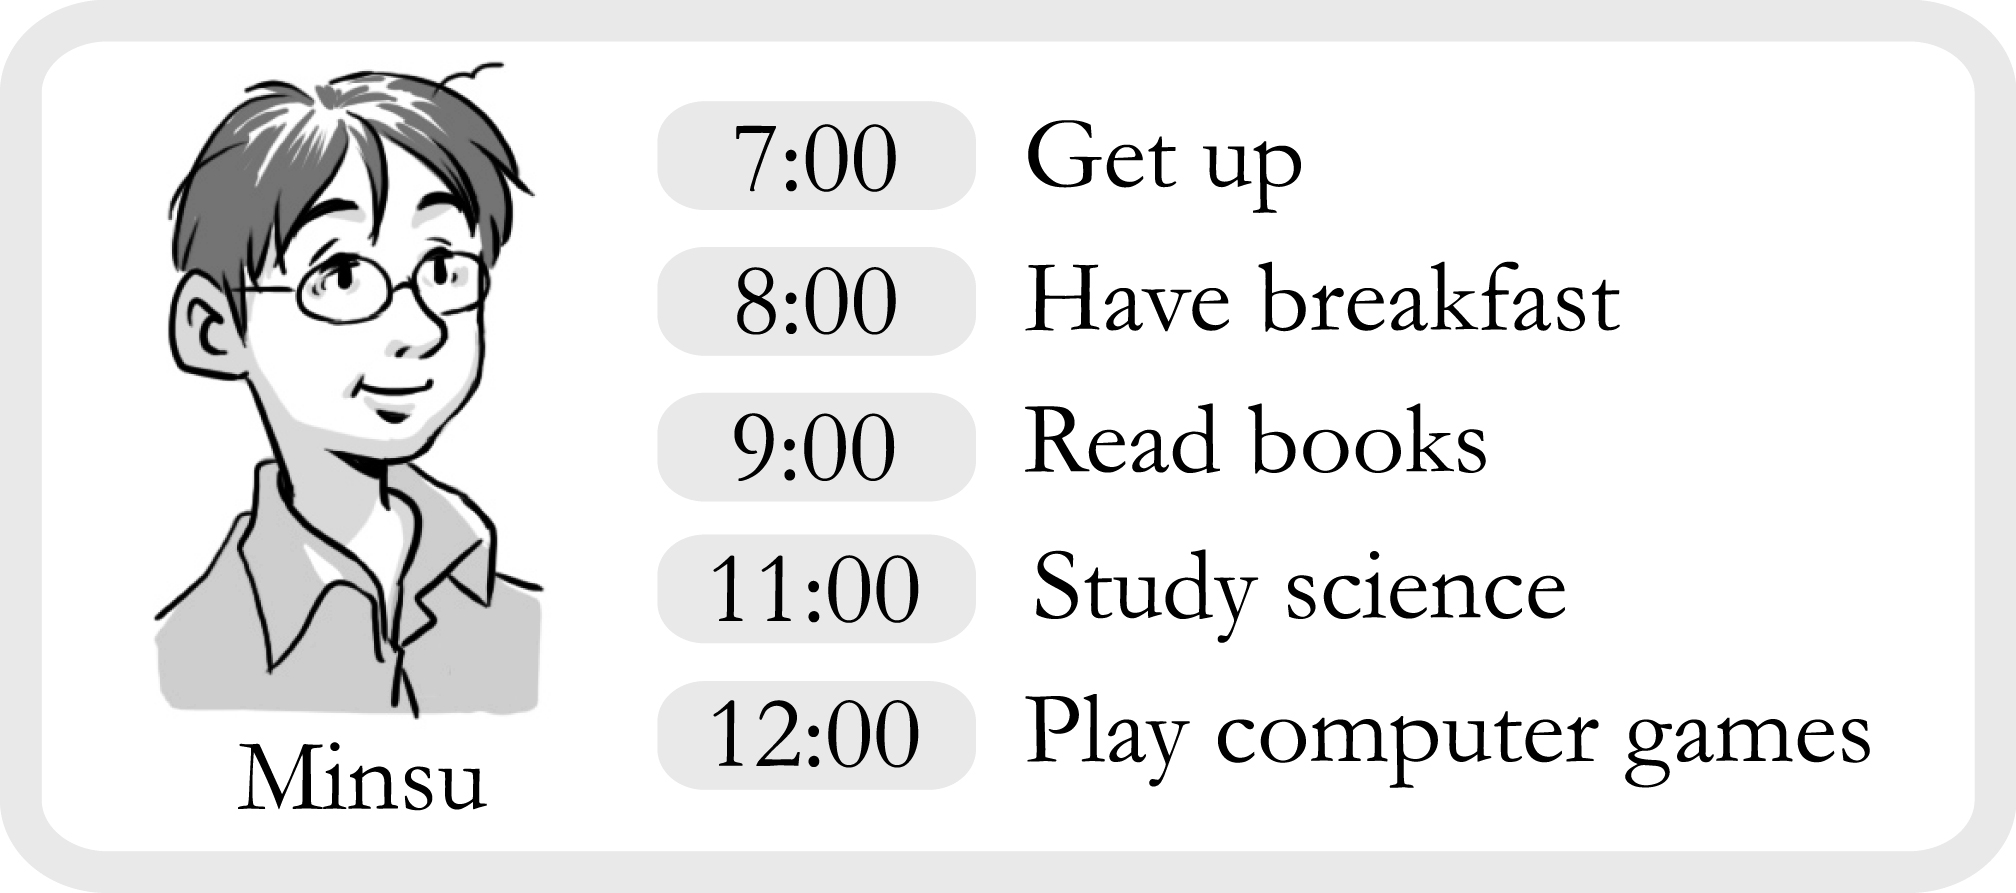 7:00 Get up
8:00 Have breakfast
9:00 Read books
11:00 Study science
12:00 Play computer games
Minsu